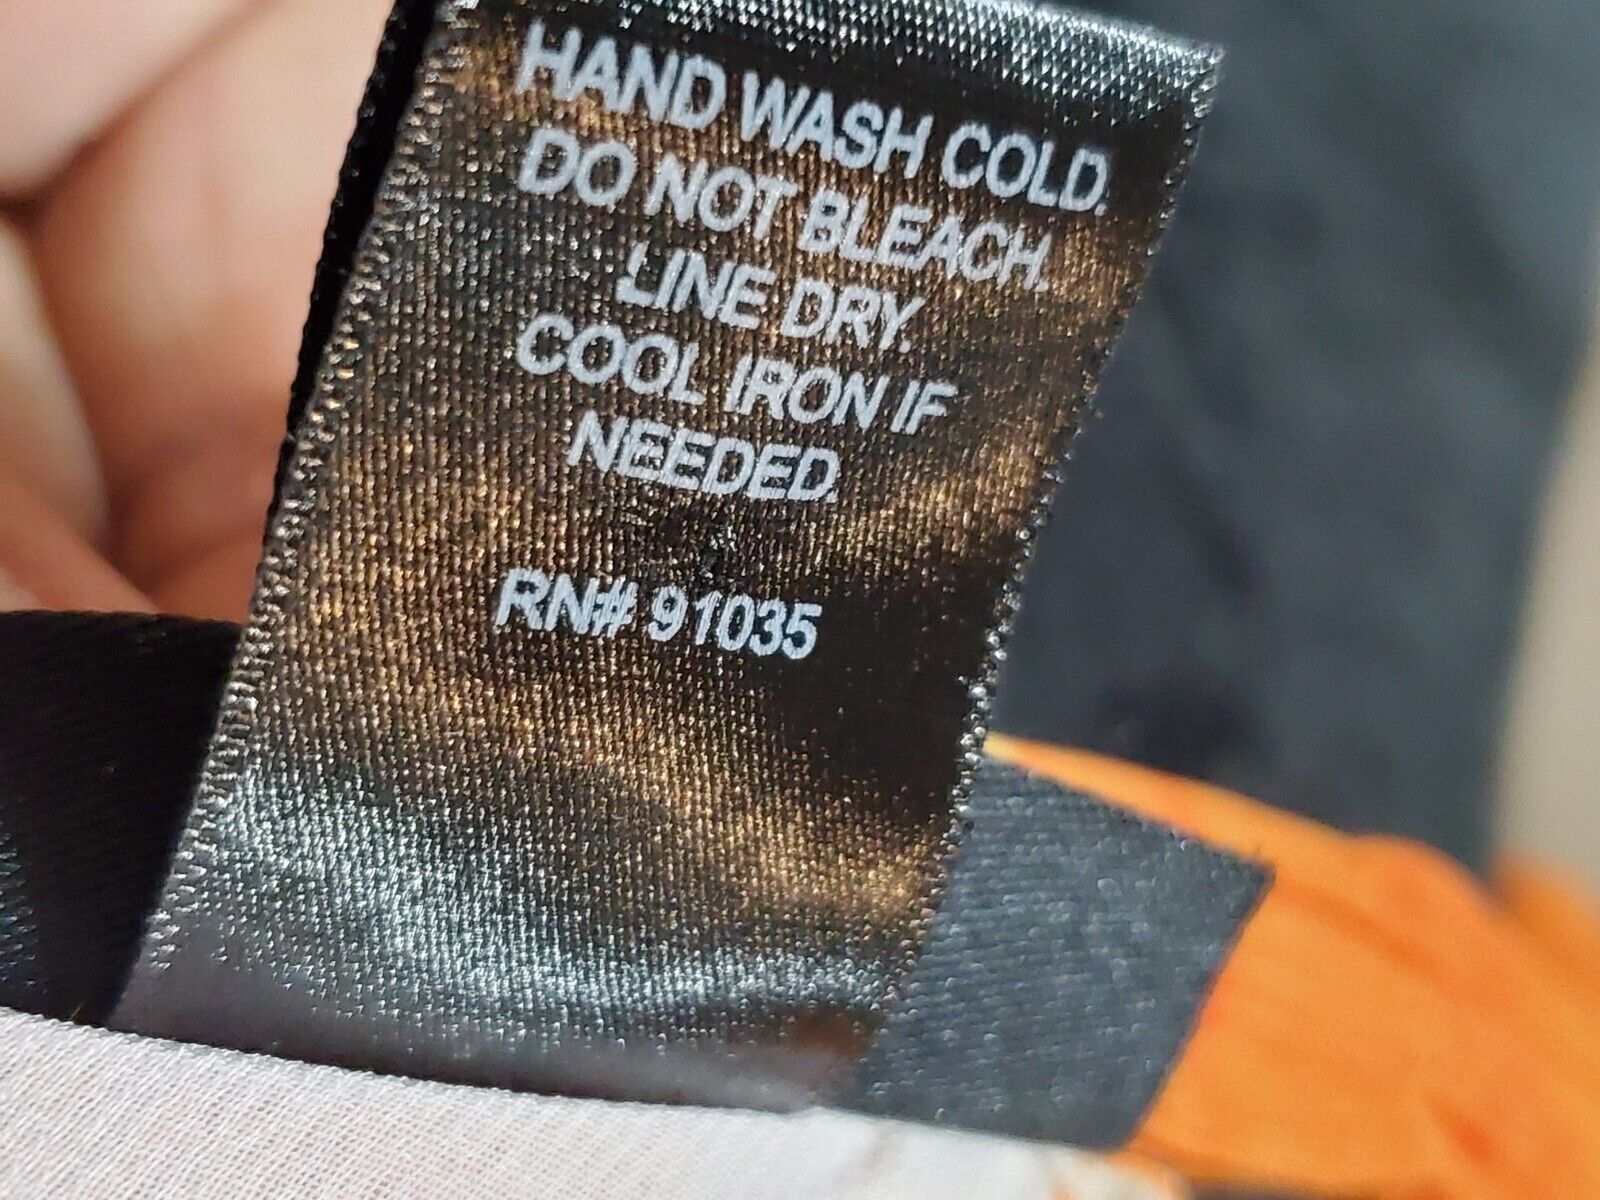 HAND WASH COLD.
DO NOT BLEACH.
LINE DRY.
COOL IRON IF
NEEDED.
RN# 91035